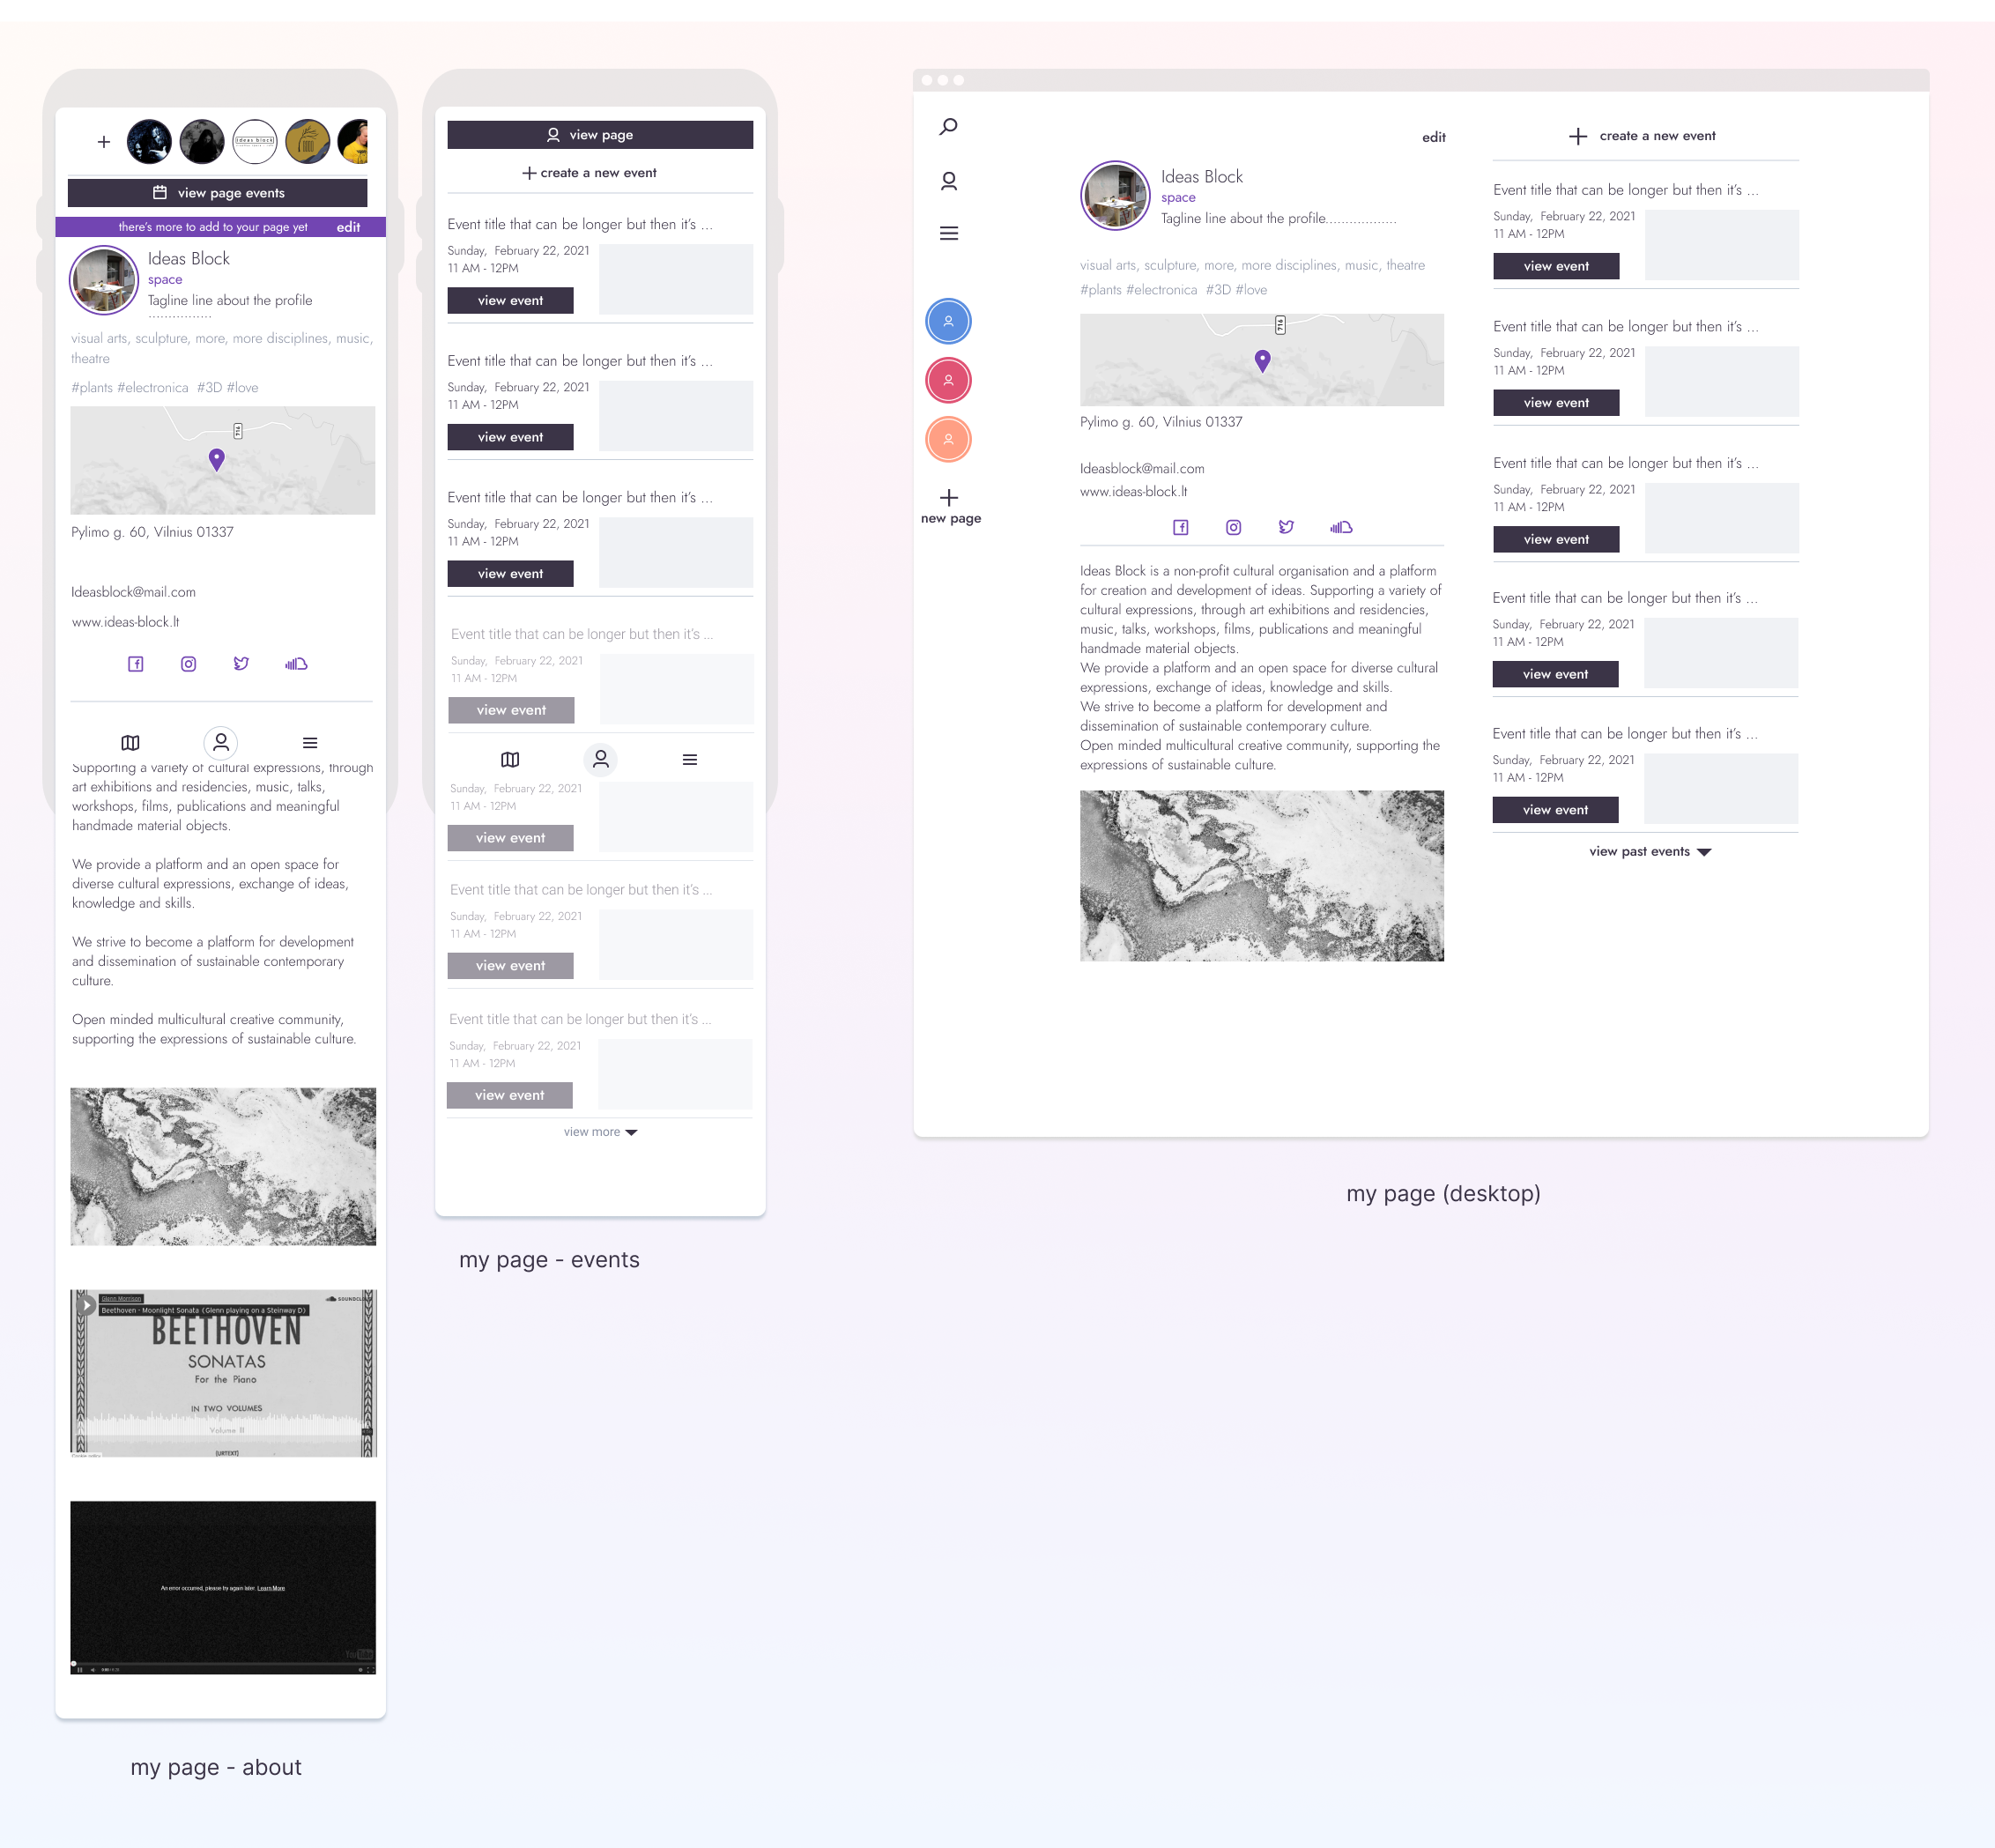 ideas block
view page events
there's more to add to your page yet edit
Ideas Block
space
Tagline line about the profile
................
visual arts, sculpture, more, more disciplines, music,
theatre
#plants #electronica #3D #love
716
Pylimo g. 60, Vilnius 01337
Ideasblock@mail.com
www.ideas-block.lt
Supporting a variety of cultural expressions, through
art exhibitions and residencies, music, talks,
workshops, films, publications and meaningful
handmade material objects.
We provide a platform and an open space for
diverse cultural expressions, exchange of ideas,
knowledge and skills.
We strive to become a platform for development
and dissemination of sustainable contemporary
culture.
Open minded multicultural creative community,
supporting the expressions of sustainable culture.
Glenn Morrison
SOUNDCLOUD
Beethoven - Moonlight Sonata (Glenn playing on a Steinway D)
BEETHOVEN
SONATAS
For the Piano
IN TWO VOLUMES
Volume III
(URTEXT)
Cookie policy
An error occurred, please try again later. Learn More
YouTube
my page - about
view page
create a new event
Event title that can be longer but then it's ...
Sunday, February 22, 2021
11 AM - 12PM
view event
Event title that can be longer but then it's ...
Sunday, February 22, 2021
11 AM - 12PM
view event
Event title that can be longer but then it's ...
Sunday, February 22, 2021
11 AM - 12PM
view event
Event title that can be longer but then it's ...
Sunday, February 22, 2021
11 AM - 12PM
view event
Sunday, February 22, 2021
11 AM - 12PM
view event
Event title that can be longer but then it's ...
Sunday, February 22, 2021
11 AM - 12PM
view event
Event title that can be longer but then it's ...
Sunday, February 22, 2021
11 AM - 12PM
view event
view more
my page - events
new page
edit
Ideas Block
space
Tagline line about the profile.................
visual arts, sculpture, more, more disciplines, music, theatre
#plants #electronica #3D #love
716
Pylimo g. 60, Vilnius 01337
Ideasblock@mail.com
www.ideas-block.lt
Ideas Block is a non-profit cultural organisation and a platform
for creation and development of ideas. Supporting a variety of
cultural expressions, through art exhibitions and residencies,
music, talks, workshops, films, publications and meaningful
handmade material objects.
We provide a platform and an open space for diverse cultural
expressions, exchange of ideas, knowledge and skills.
We strive to become a platform for development and
dissemination of sustainable contemporary culture.
Open minded multicultural creative community, supporting the
expressions of sustainable culture.
create a new event
Event title that can be longer but then it's ...
Sunday, February 22, 2021
11 AM - 12PM
view event
Event title that can be longer but then it's ...
Sunday, February 22, 2021
11 AM - 12PM
view event
Event title that can be longer but then it's ...
Sunday, February 22, 2021
11 AM - 12PM
view event
Event title that can be longer but then it's ...
Sunday, February 22, 2021
11 AM - 12PM
view event
Event title that can be longer but then it's ...
Sunday, February 22, 2021
11 AM - 12PM
view event
view past events
my page (desktop)